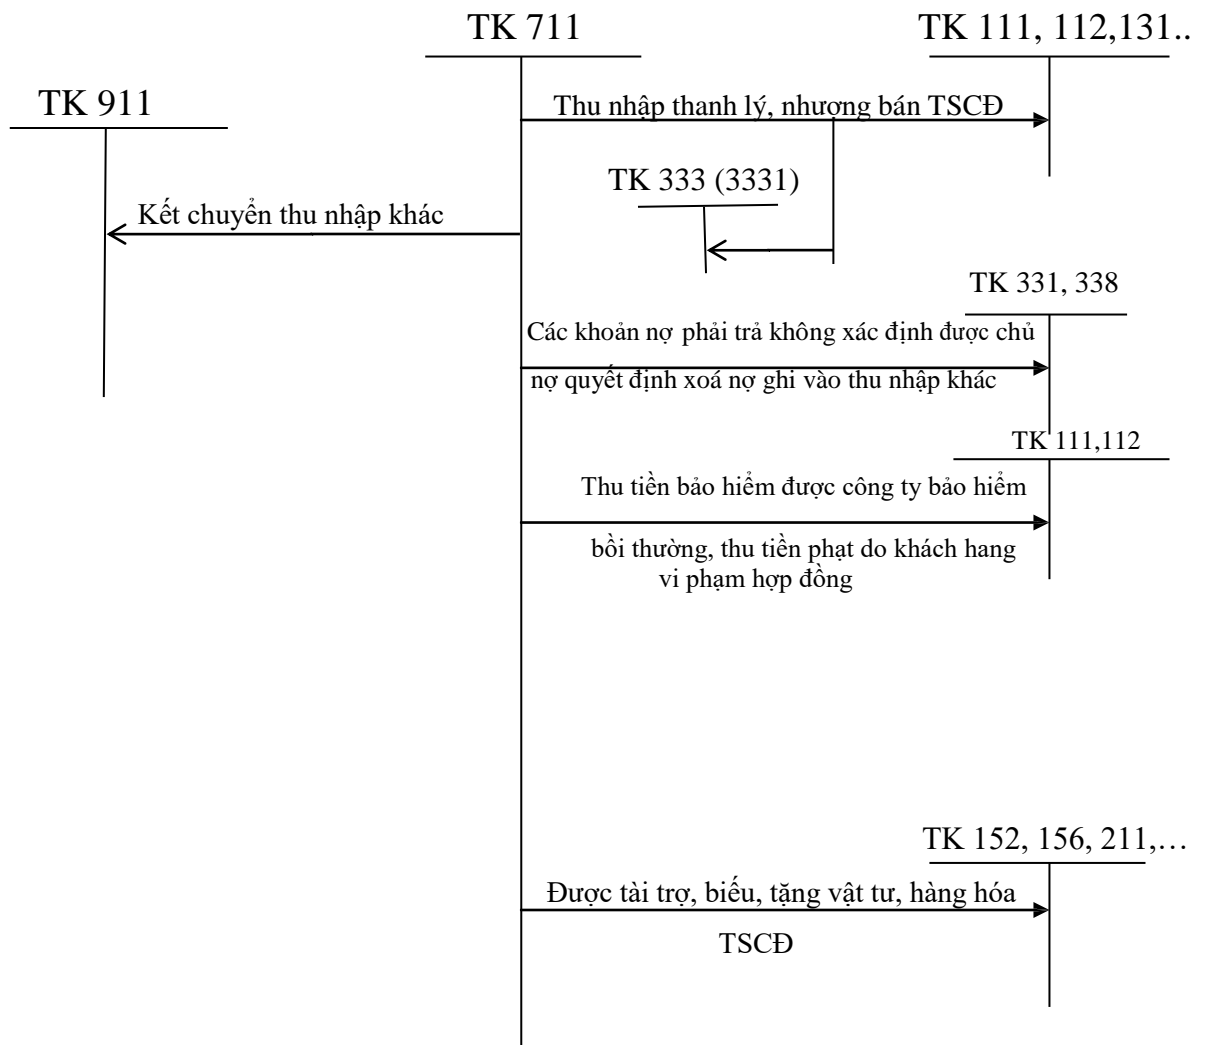 TK 711
TK 111, 112,131..
TK 911
Thu nhập thanh lý, nhương bán TSCĐ
TK 333 (3331)
Kết chuyển thu nhập khác
TK 331, 338
Các khoản nợ phải trả không xác định được chủ
nợ quyết định xoá nợ ghi vào thu nhập khác
TK 111,112
Thu tiền bảo hiểm được công ty bảo hiểm
bồi thường, thu tiền phạt do khách hang
vi phạm hợp đồng
TK 152, 156, 211,…
Được tài trợ, biếu, tặng vật tư, hàng hóa
TSCĐ